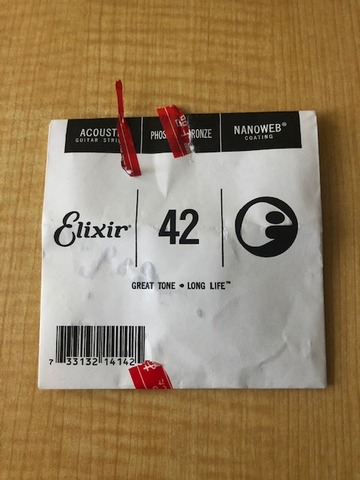 ACOUST
GUITAR STRI
PHOS RONZE
NANOWEB®
COATING
Elixir®
42
GREAT TONE • LONG LIFE™
7 33132 14142